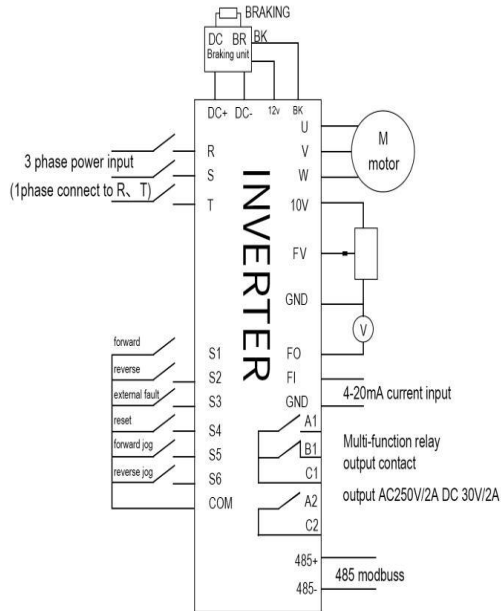 BRAKING
DC BR BK
Braking unit
DC+ DC- 12v BK
U
V
W
M
motor
3 phase power input
(1phase connect to R、T)
R
S
T
INVERTER
10V
FV
GND
V
FO
FI
GND
4-20mA current input
forward
reverse
external fault
reset
forward jog
reverse jog
S1
S2
S3
S4
S5
S6
COM
A1
B1
C1
A2
C2
Multi-function relay
output contact
output AC250V/2A DC 30V/2A
485+
485-
485 modbuss